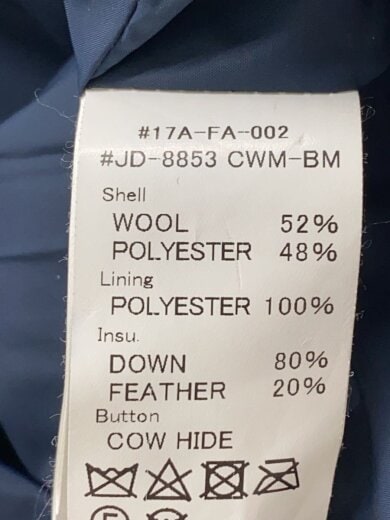 #17A-FA-002
#JD-8853 CWM-BM
Shell
WOOL 52%
POLYESTER 48%
Lining
POLYESTER 100%
Insu.
DOWN 80%
FEATHER 20%
Button
COW HIDE